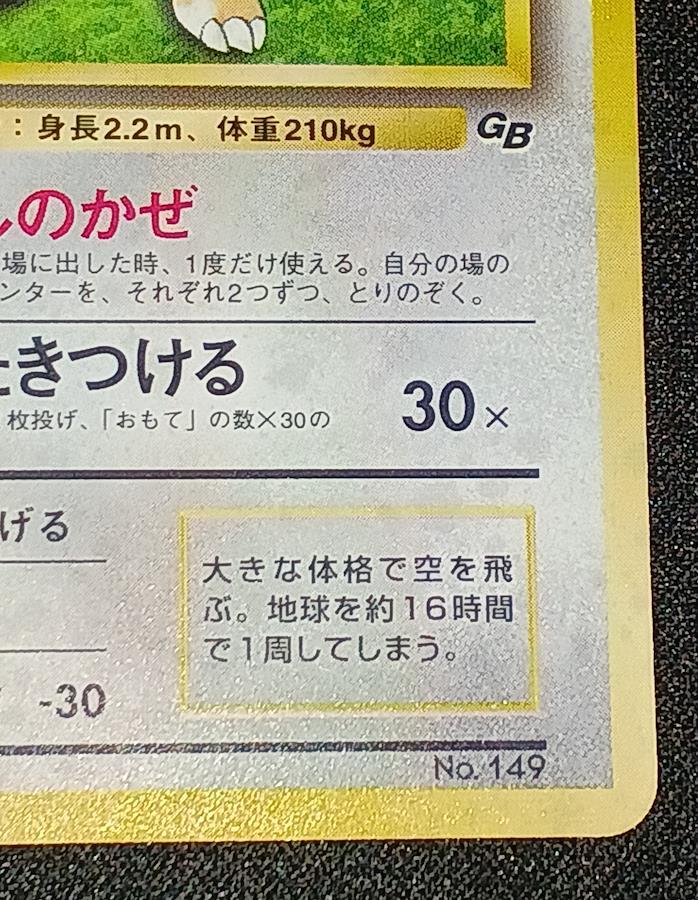 ：身長2.2m、体重210kg
GB
しのかぜ
場に出した時、1度だけ使える。自分の場の
ンターを、それぞれ2つずつ、とりのぞく。
たきつける
30×
枚投げ、「おもて」の数×30の
げる
大きな体格で空を飛
ぶ。地球を約16時間
で1周してしまう。
-30
No. 149